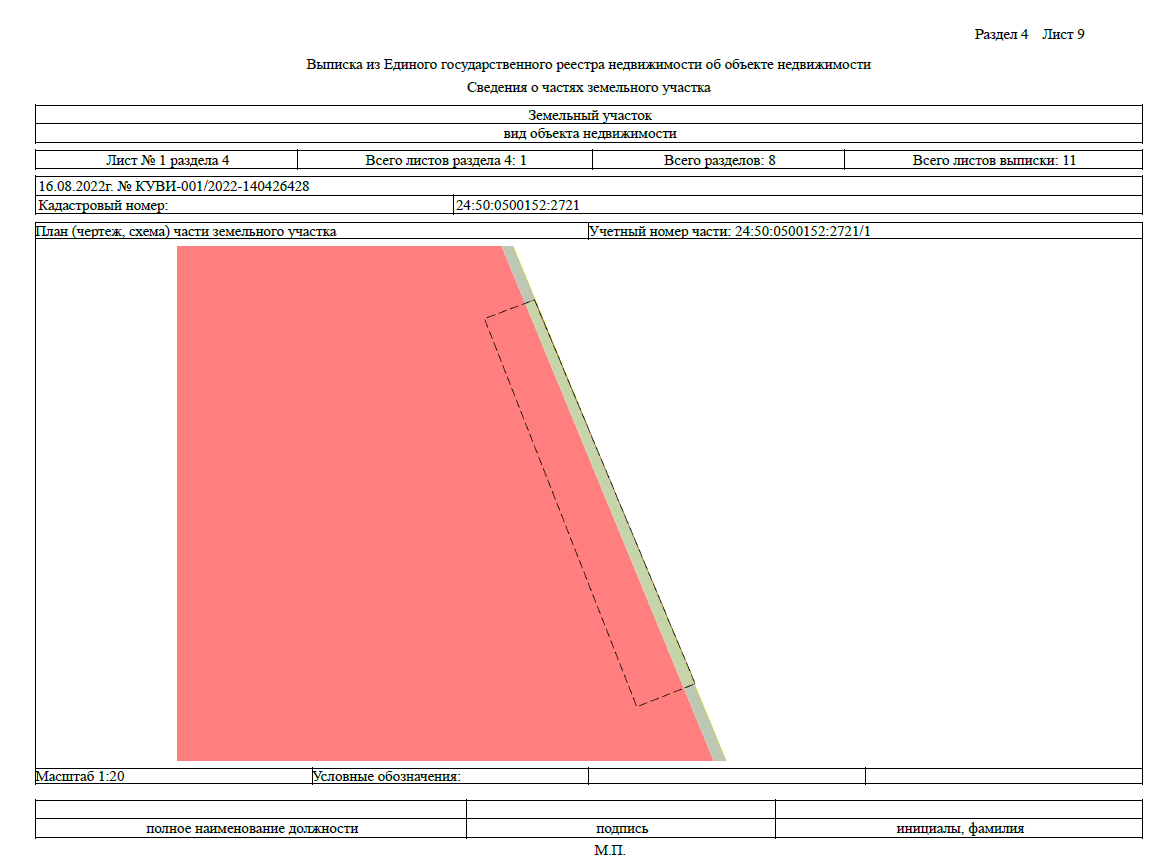 Раздел 4 Лист 9
Выписка из Единого государственного реестра недвижимости об объекте недвижимости
Сведения о частях земельного участка
Земельный участок
вид объекта недвижимости
Лист № 1 раздела 4 Всего листов раздела 4: 1 Всего разделов: 8 Всего листов выписки: 11
16.08.2022г. № КУВИ-001/2022-140426428
Кадастровый номер: 24:50:0500152:2721
План (чертеж, схема) части земельного участка Учетный номер части: 24:50:0500152:2721/1
Масштаб 1:20 Условные обозначения:
полное наименование должности подпись инициалы, фамилия
М.П.